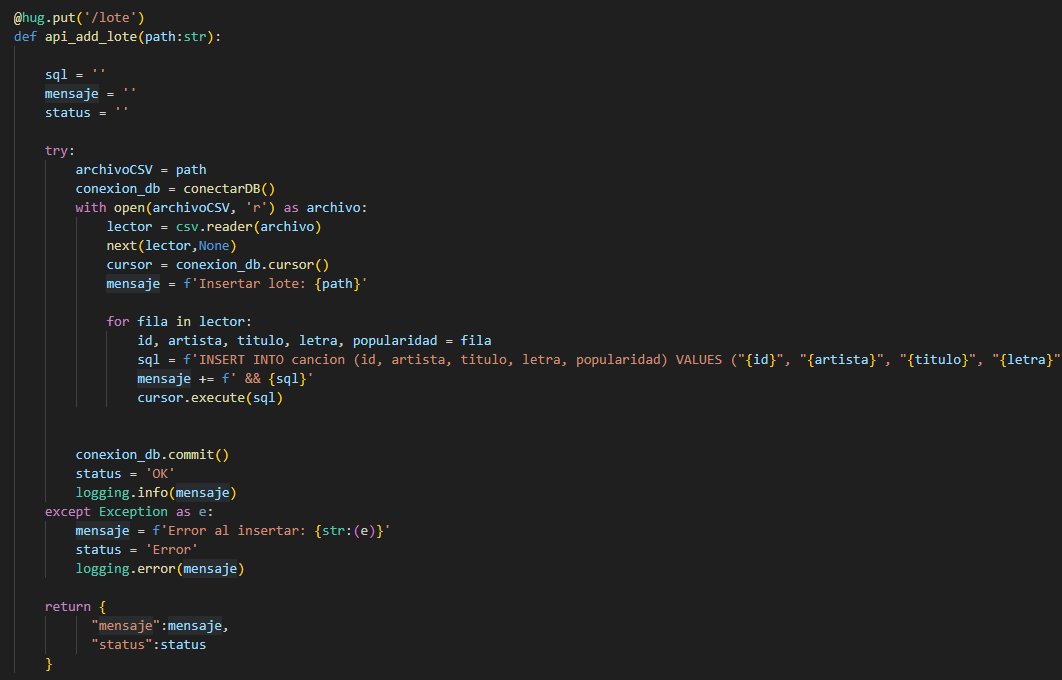 @hug.put('/lote')
def api_add_lote(path:str):
sql = ''
mensaje = ''
status = ''
try:
archivoCSV = path
conexion_db = conectarDB()
with open(archivoCSV, 'r') as archivo:
lector = csv.reader(archivo)
next(lector,None)
cursor = conexion_db.cursor()
mensaje = f'Insertar lote: {path}'
for fila in lector:
id, artista, titulo, letra, popularidad = fila
sql = f'INSERT INTO cancion (id, artista, titulo, letra, popularidad) VALUES ("{id}", "{artista}", "{titulo}", "{letra}"
mensaje += f' && {sql}'
cursor.execute(sql)
conexion_db.commit()
status = 'OK'
logging.info(mensaje)
except Exception as e:
mensaje = f'Error al insertar: {str:(e)}'
status = 'Error'
logging.error(mensaje)
return {
"mensaje":mensaje,
"status":status
}